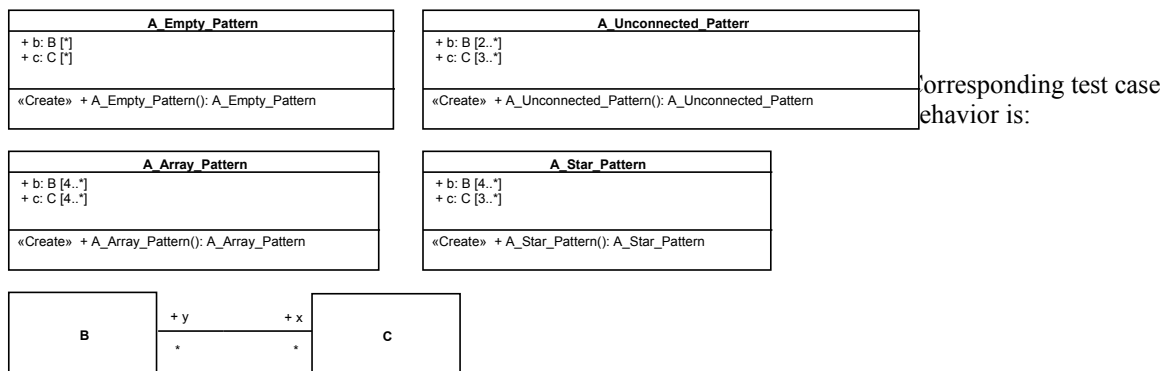 A_Empty_Pattern
+ b: B [*]
+ c: C [*]
«Create» + A_Empty_Pattern(): A_Empty_Pattern
A_Unconnected_Patterr
+ b: B [2..*]
+ c: C [3..*]
«Create» + A_Unconnected_Pattern(): A_Unconnected_Pattern
orresponding test case
ehavior is:
A_Array_Pattern
+ b: B [4..*]
+ c: C [4..*]
«Create» + A_Array_Pattern(): A_Array_Pattern
A_Star_Pattern
+ b: B [4..*]
+ c: C [3..*]
«Create» + A_Star_Pattern(): A_Star_Pattern
B
+ y
*
+ x
*
C